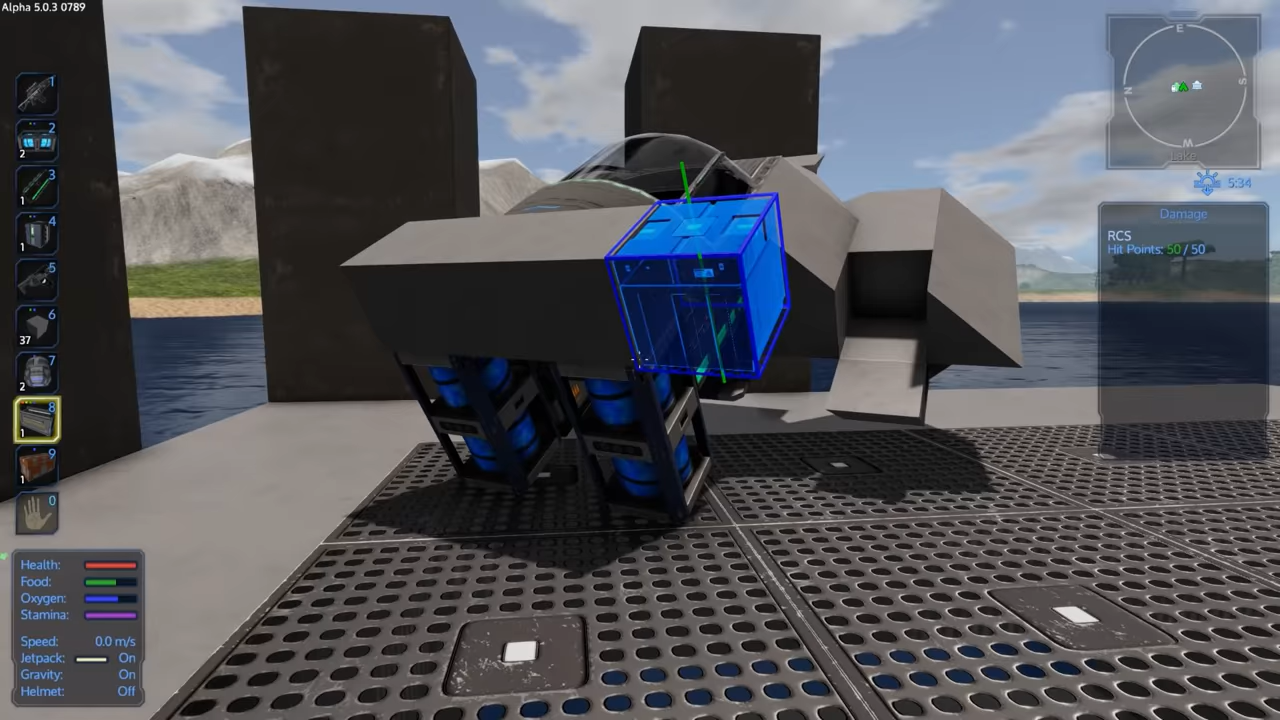 Alpha 5.0.3 0789
1
2
2
3
1
4
1
5
6
37
7
2
8
1
9
1
0
Health:
Food:
Oxygen:
Stamina:
Speed: 0.0 m/s
Jetpack: On
Gravity: On
Helmet: Off
E
N
S
W
Lake
5:34
Damage
RCS
Hit Points: 50 / 50